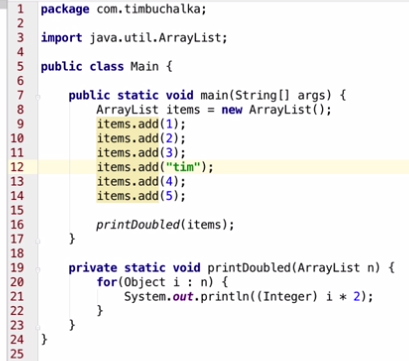 1 package com.timbuchalka;
2
3 import java.util.ArrayList;
4
5 public class Main {
6
7     public static void main(String[] args) {
8         ArrayList items = new ArrayList();
9         items.add(1);
10         items.add(2);
11         items.add(3);
12         items.add("tim");
13         items.add(4);
14         items.add(5);
15
16         printDoubled(items);
17     }
18
19     private static void printDoubled(ArrayList n) {
20         for(Object i : n) {
21             System.out.println((Integer) i * 2);
22         }
23     }
24 }
25